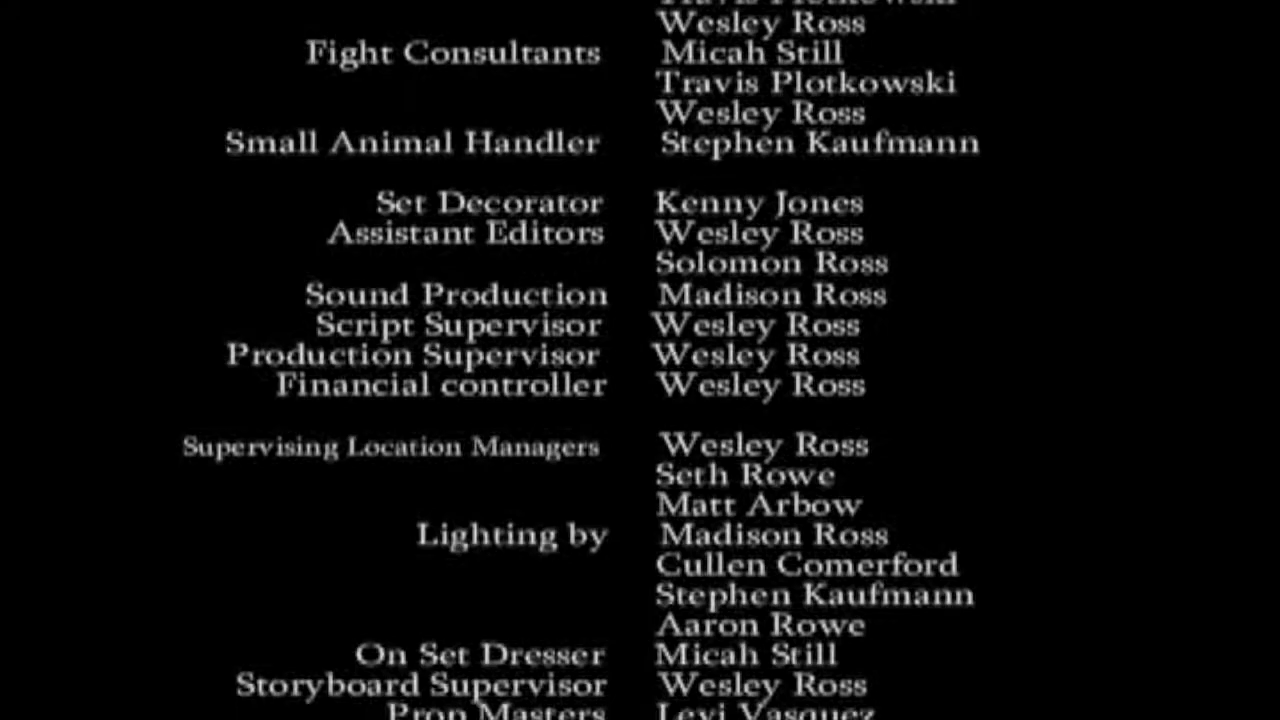 Travis Plotkowski
Wesley Ross
Fight Consultants Micah Still
Travis Plotkowski
Wesley Ross
Small Animal Handler Stephen Kaufmann
Set Decorator Kenny Jones
Assistant Editors Wesley Ross
Solomon Ross
Sound Production Madison Ross
Script Supervisor Wesley Ross
Production Supervisor Wesley Ross
Financial controller Wesley Ross
Supervising Location Managers Wesley Ross
Seth Rowe
Matt Arbow
Lighting by Madison Ross
Cullen Comerford
Stephen Kaufmann
Aaron Rowe
On Set Dresser Micah Still
Storyboard Supervisor Wesley Ross
Prop Masters Levi Vasquez